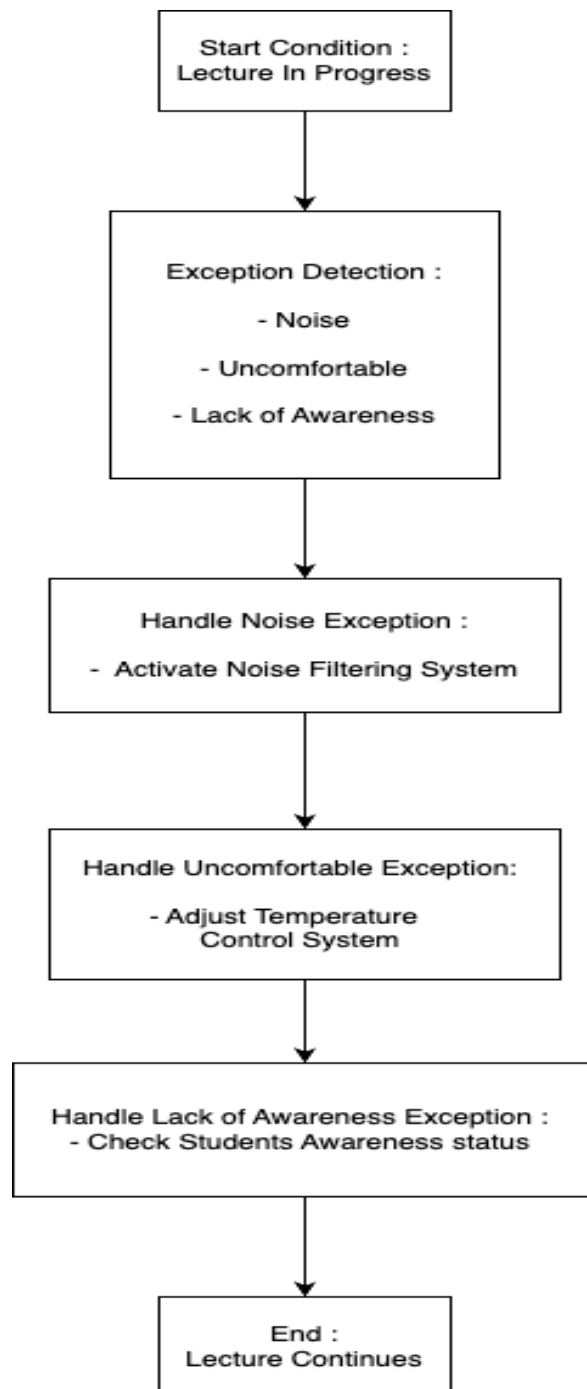 Start Condition :
Lecture In Progress
Exception Detection :
- Noise
- Uncomfortable
- Lack of Awareness
Handle Noise Exception :
- Activate Noise Filtering System
Handle Uncomfortable Exception:
- Adjust Temperature
Control System
Handle Lack of Awareness Exception :
- Check Students Awareness status
End :
Lecture Continues